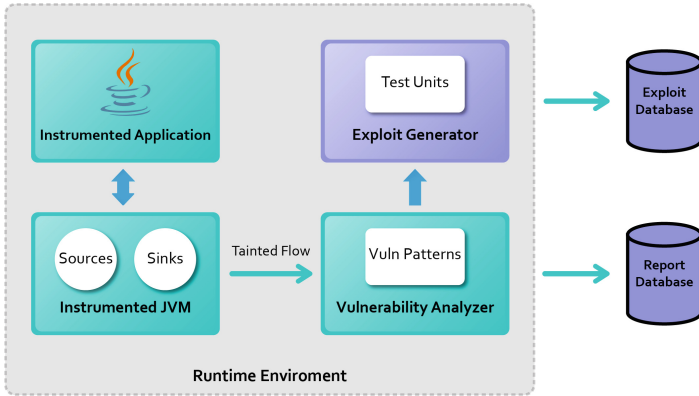 Test Units
Instrumented Application
Exploit Generator
Exploit
Database
Sources
Sinks
Instrumented JVM
Tainted Flow
Vuln Patterns
Vulnerability Analyzer
Report
Database
Runtime Enviroment